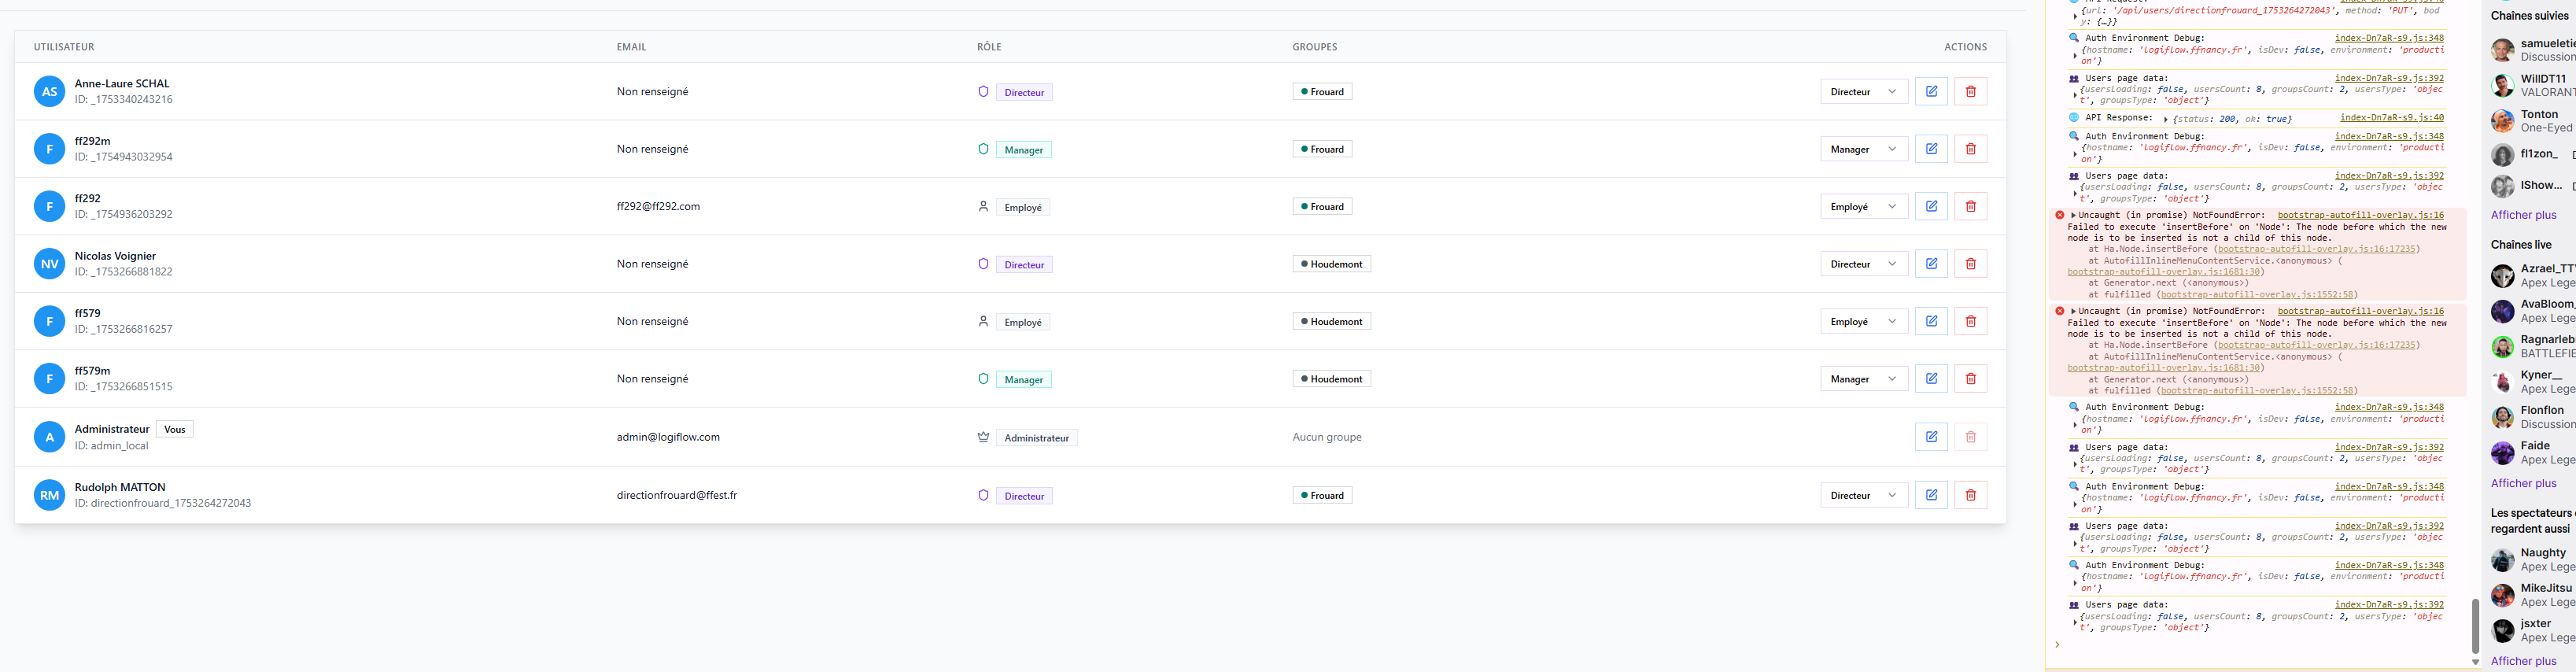 UTILISATEUR EMAIL RÔLE GROUPES ACTIONS
AS Anne-Laure SCHAL Non renseigné Directeur Frouard Directeur
ID: _1753340243216
F ff292m Non renseigné Manager Frouard Manager
ID: _1754943032954
F ff292 ff292@ff292.com Employé Frouard Employé
ID: _1754936203292
NV Nicolas Voignier Non renseigné Directeur Houdemont Directeur
ID: _1753266881822
F ff579 Non renseigné Employé Houdemont Employé
ID: _1753266816257
F ff579m Non renseigné Manager Houdemont Manager
ID: _1753266851515
A Administrateur Vous admin@logiflow.com Administrateur Aucun groupe
ID: admin_local
RM Rudolph MATTON directionfrouard@ffest.fr Directeur Frouard Directeur
ID: directionfrouard_1753264272043
{url: '/api/users/directionfrouard_1753264272043', method: 'PUT', bod
y: {…}}
Auth Environment Debug: index-Dn7aR-s9.js:348
{hostname: 'logiflow.ffnancy.fr', isDev: false, environment: 'producti
on'}
Users page data: index-Dn7aR-s9.js:392
{usersLoading: false, usersCount: 8, groupsCount: 2, usersType: 'objec
t', groupsType: 'object'}
API Response: {status: 200, ok: true} index-Dn7aR-s9.js:40
Auth Environment Debug: index-Dn7aR-s9.js:348
{hostname: 'logiflow.ffnancy.fr', isDev: false, environment: 'producti
on'}
Users page data: index-Dn7aR-s9.js:392
{usersLoading: false, usersCount: 8, groupsCount: 2, usersType: 'objec
t', groupsType: 'object'}
Uncaught (in promise) NotFoundError: bootstrap-autofill-overlay.js:16
Failed to execute 'insertBefore' on 'Node': The node before which the new
node is to be inserted is not a child of this node.
at Ha.Node.insertBefore (bootstrap-autofill-overlay.js:16:17235)
at AutofillInlineMenuContentService.<anonymous> (
bootstrap-autofill-overlay.js:1681:30)
at Generator.next (<anonymous>)
at fulfilled (bootstrap-autofill-overlay.js:1552:58)
Uncaught (in promise) NotFoundError: bootstrap-autofill-overlay.js:16
Failed to execute 'insertBefore' on 'Node': The node before which the new
node is to be inserted is not a child of this node.
at Ha.Node.insertBefore (bootstrap-autofill-overlay.js:16:17235)
at AutofillInlineMenuContentService.<anonymous> (
bootstrap-autofill-overlay.js:1681:30)
at Generator.next (<anonymous>)
at fulfilled (bootstrap-autofill-overlay.js:1552:58)
Auth Environment Debug: index-Dn7aR-s9.js:348
{hostname: 'logiflow.ffnancy.fr', isDev: false, environment: 'producti
on'}
Users page data: index-Dn7aR-s9.js:392
{usersLoading: false, usersCount: 8, groupsCount: 2, usersType: 'objec
t', groupsType: 'object'}
Auth Environment Debug: index-Dn7aR-s9.js:348
{hostname: 'logiflow.ffnancy.fr', isDev: false, environment: 'producti
on'}
Users page data: index-Dn7aR-s9.js:392
{usersLoading: false, usersCount: 8, groupsCount: 2, usersType: 'objec
t', groupsType: 'object'}
Auth Environment Debug: index-Dn7aR-s9.js:348
{hostname: 'logiflow.ffnancy.fr', isDev: false, environment: 'producti
on'}
Users page data: index-Dn7aR-s9.js:392
{usersLoading: false, usersCount: 8, groupsCount: 2, usersType: 'objec
t', groupsType: 'object'}
Chaînes suivies
samueletie
Discussion
WillDT11
VALORANT
Tonton
One-Eyed
fl1zon_
IShow...
Afficher plus
Chaînes live
Azrael_TT
Apex Lege
AvaBloom_
Apex Lege
Ragnarleb
BATTLEFIE
Kyner__
Apex Lege
Flonflon
Discussion
Faide
Apex Lege
Afficher plus
Les spectateurs
regardent aussi
Naughty
Apex Lege
MikeJitsu
Apex Lege
jsxter
Apex Lege
Afficher plus